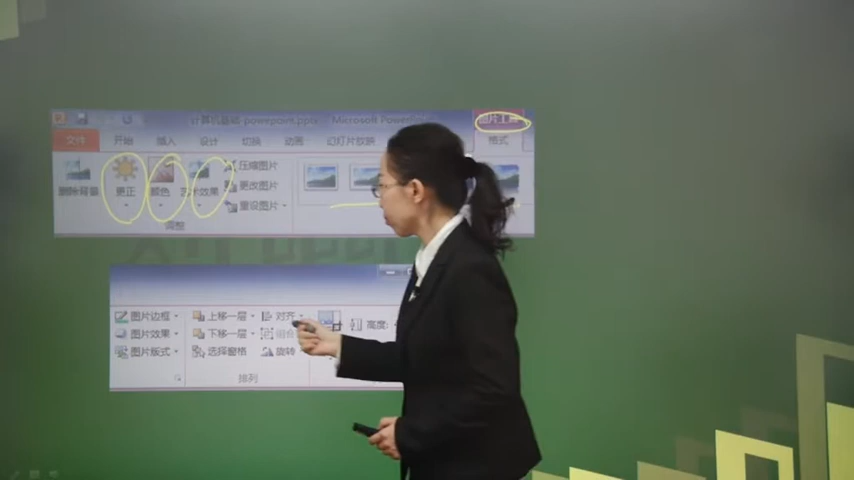 计算机基础-powerpoint.pptx - Microsoft Power
图片工具
文件 开始 插入 设计 切换 动画 幻灯片放映 格式
删除背景 更正 颜色 艺术效果 压缩图片
更改图片
重设图片
调整
图片边框 上移一层 对齐 高度:
图片效果 下移一层 组合
图片版式 选择窗格 旋转
排列